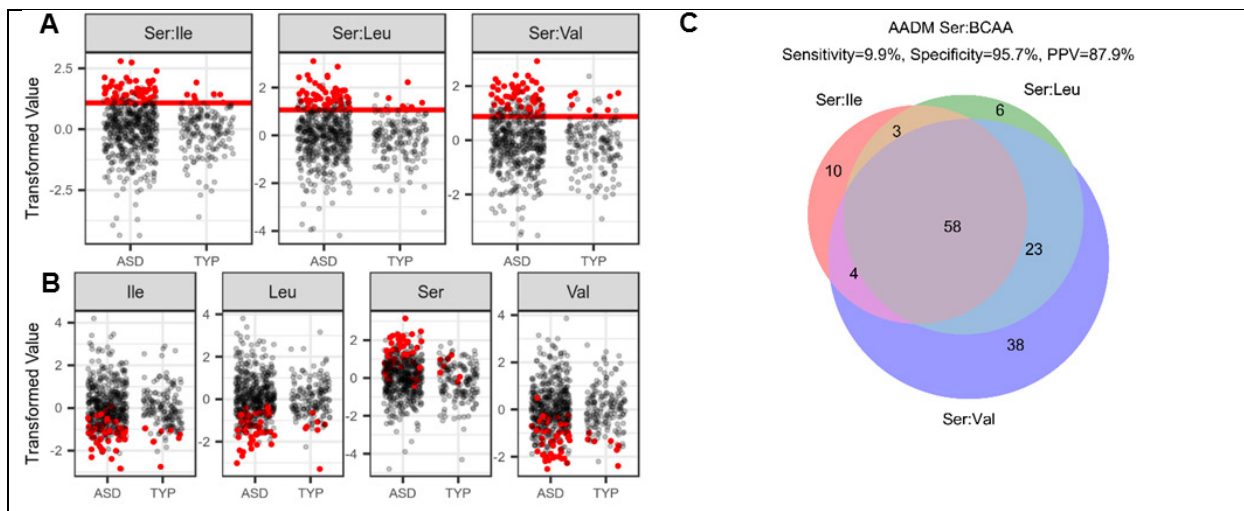 A
Ser:Ile
Ser:Leu
Ser:Val
Transformed Value
2.5
0.0
-2.5
2
0
-2
-4
2
0
-2
ASD
TYP
ASD
TYP
ASD
TYP
B
Ile
Leu
Ser
Val
Transformed Value
4
2
0
-2
4
2
0
-2
4
2
0
-2
-4
4
2
0
-2
ASD
TYP
ASD
TYP
ASD
TYP
ASD
TYP
C
AADM Ser:BCAA
Sensitivity=9.9%, Specificity=95.7%, PPV=87.9%
Ser:Ile
Ser:Leu
6
3
10
58
23
4
38
Ser:Val